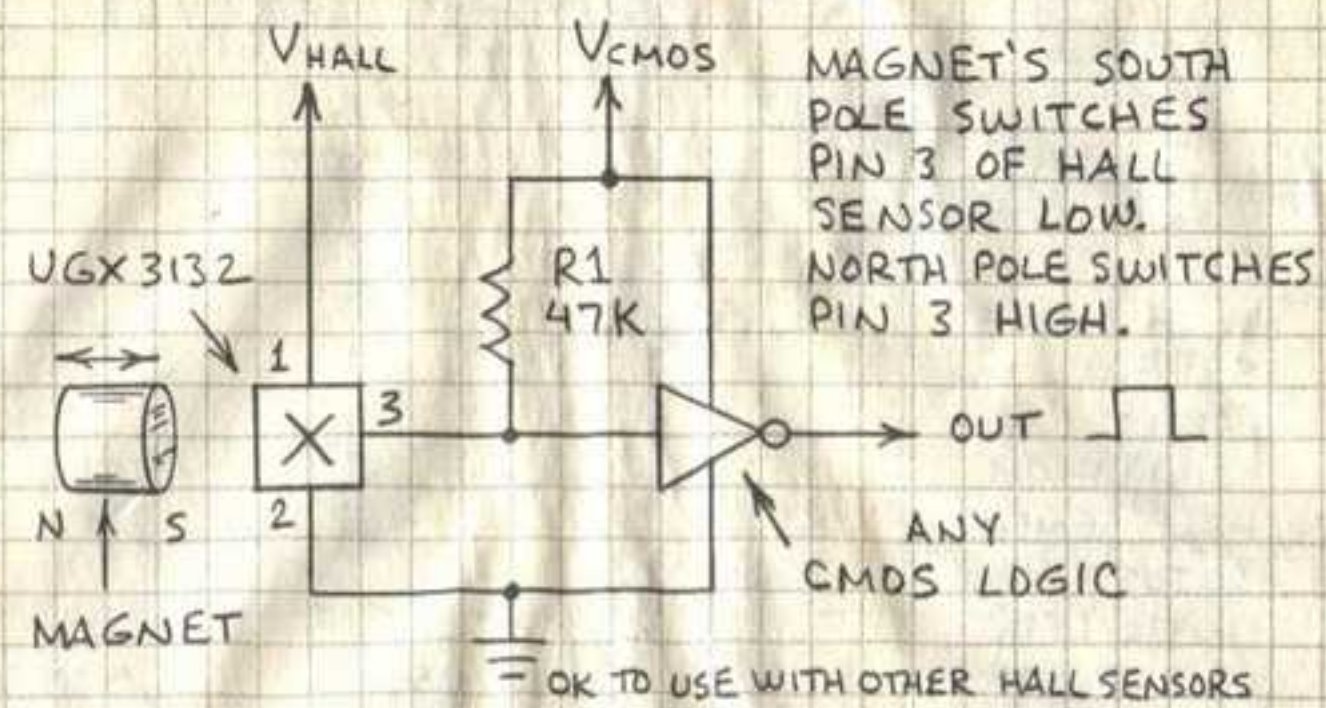 VHALL
VCMOS
MAGNET'S SOUTH
POLE SWITCHES
PIN 3 OF HALL
SENSOR LOW.
NORTH POLE SWITCHES
PIN 3 HIGH.
UGX3132
R1
47K
1
3
2
N S
MAGNET
OUT
ANY
CMOS LOGIC
OK TO USE WITH OTHER HALL SENSORS